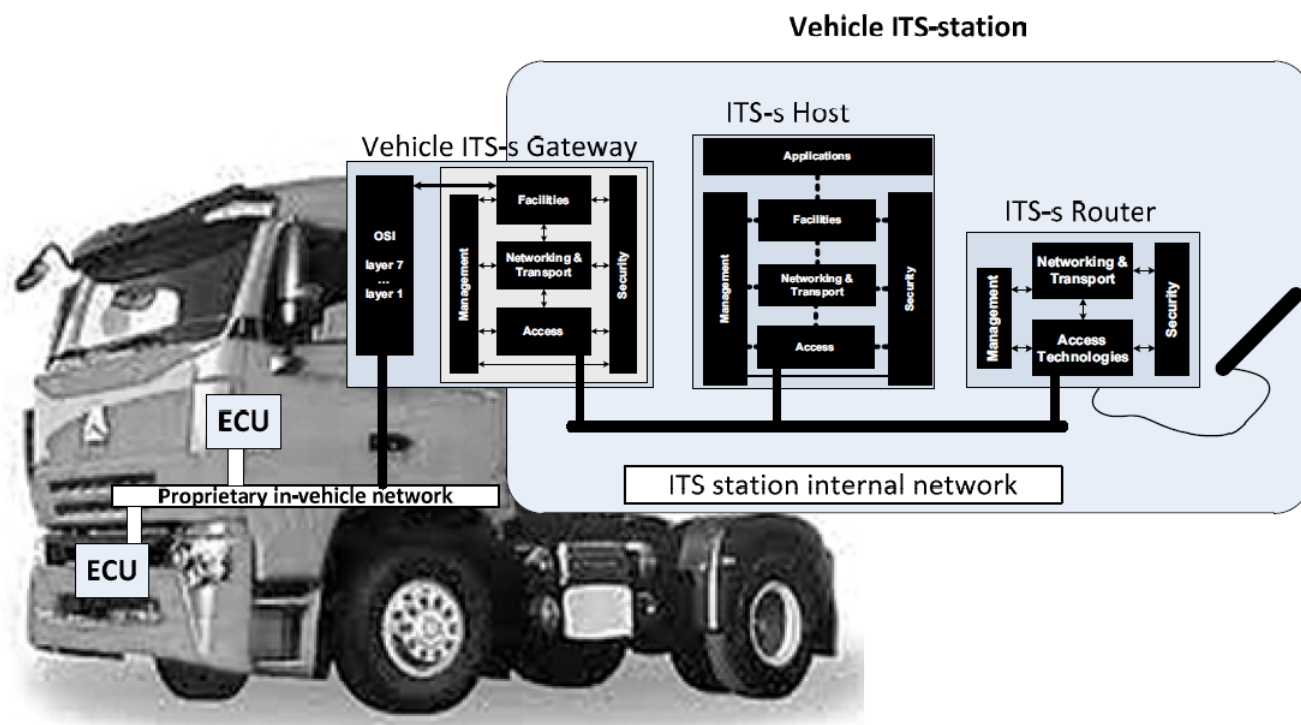 Vehicle ITS-station
ITS-s Host
Vehicle ITS-s Gateway
Applications
OSI
layer 7
...
layer 1
Facilities
Networking &
Transport
Access
Management
Security
Facilities
Networking &
Transport
Access
Management
Security
ITS-s Router
Networking &
Transport
Access
Technologies
Management
Security
ECU
Proprietary in-vehicle network
ITS station internal network
ECU